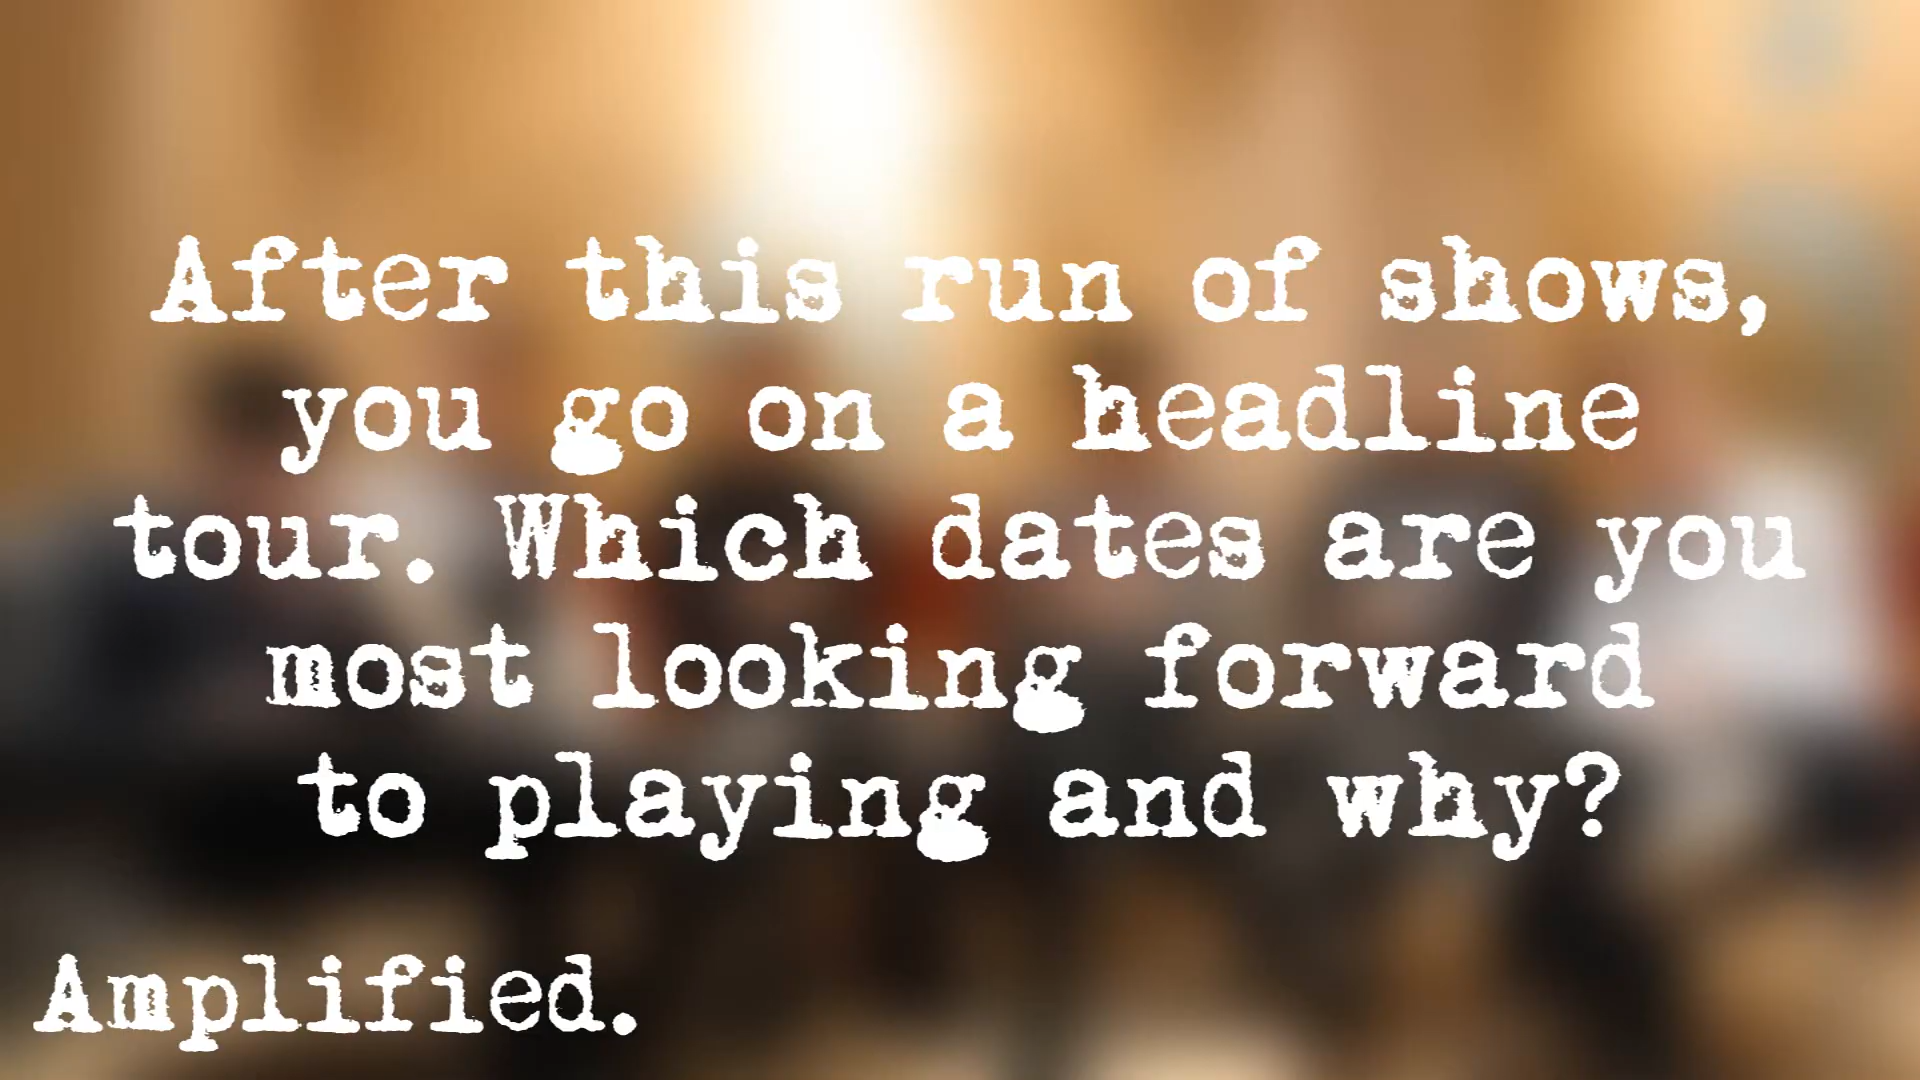 After this run of shows,
you go on a headline
tour. Which dates are you
most looking forward
to playing and why?
Amplified.